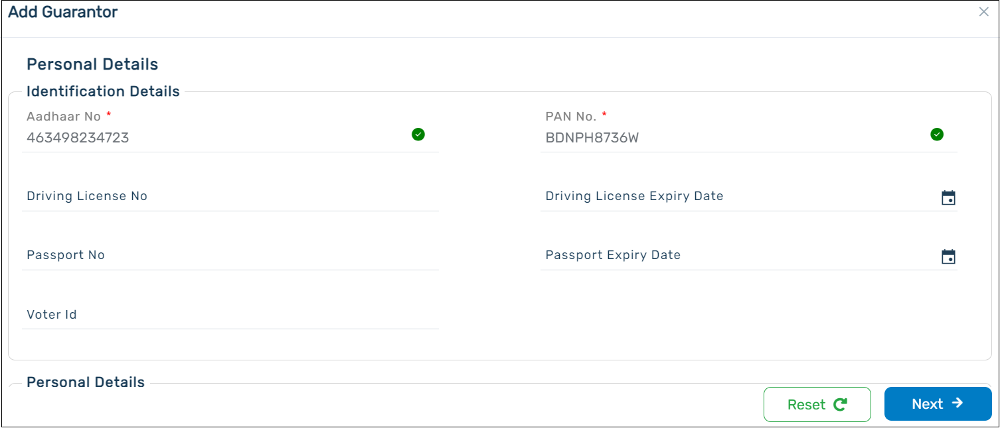 Add Guarantor
Personal Details
Identification Details
Aadhaar No *
463498234723
PAN No. *
BDNPH8736W
Driving License No
Driving License Expiry Date
Passport No
Passport Expiry Date
Voter Id
Personal Details
Reset
Next